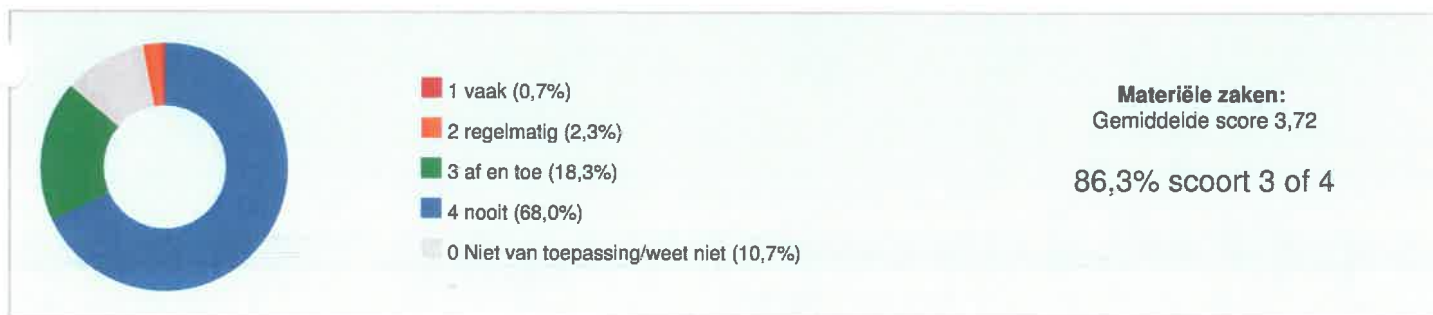 1 vaak (0,7%)
2 regelmatig (2,3%)
3 af en toe (18,3%)
4 nooit (68,0%)
0 Niet van toepassing/weet niet (10,7%)
Materiële zaken:
Gemiddelde score 3,72
86,3% scoort 3 of 4